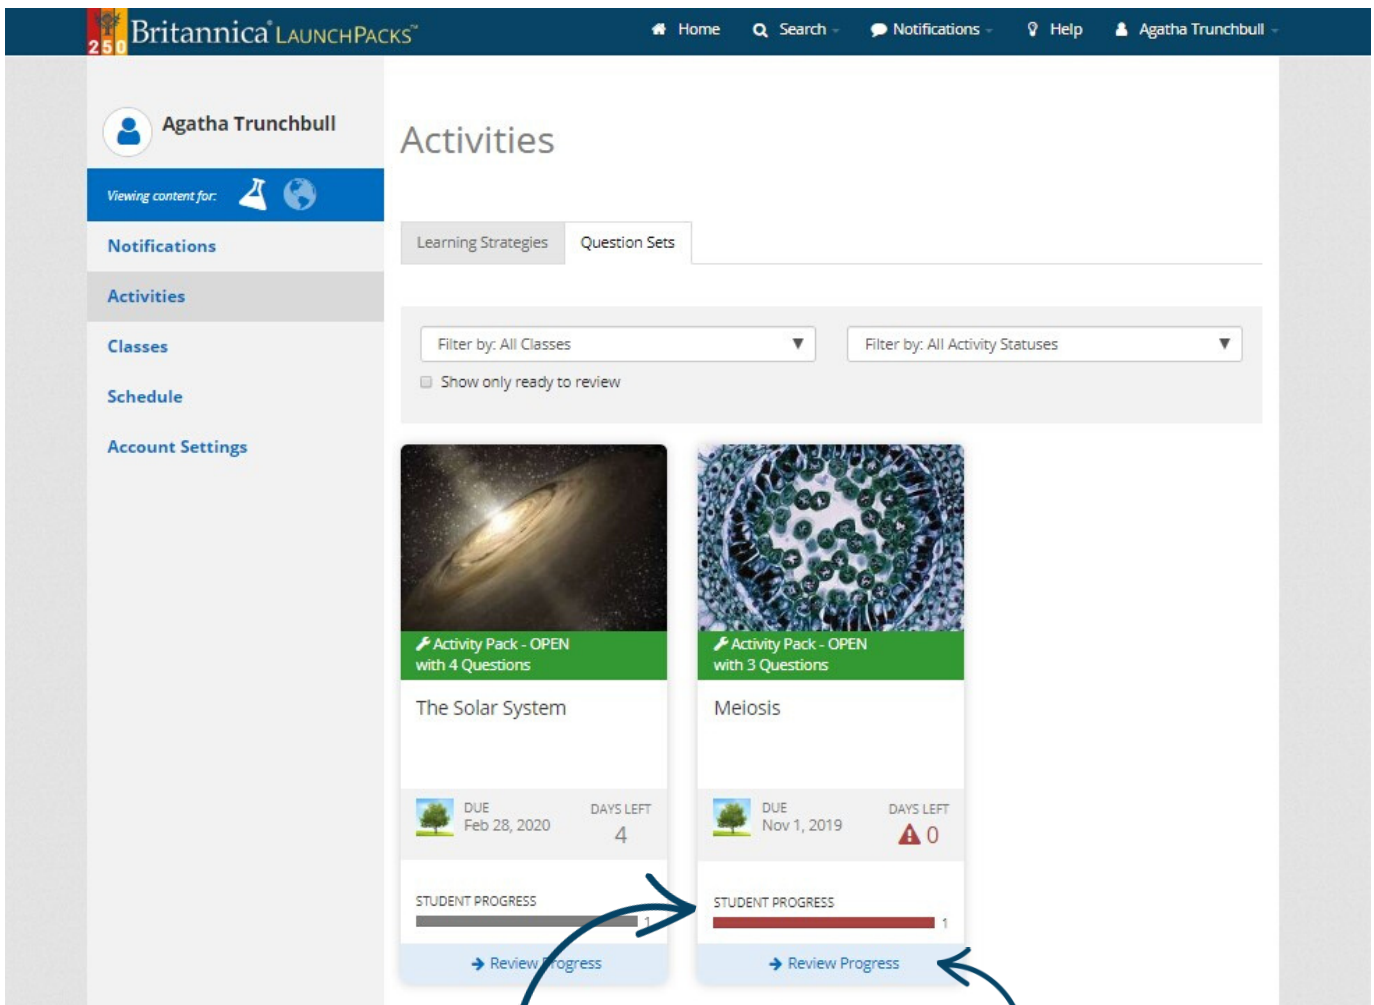 250
Britannica® LAUNCHPACKS™
Home
Search
Notifications
Help
Agatha Trunchbull
Agatha Trunchbull
Viewing content for:
Notifications
Activities
Classes
Schedule
Account Settings
Activities
Learning Strategies
Question Sets
Filter by: All Classes
Filter by: All Activity Statuses
Show only ready to review
Activity Pack - OPEN
with 4 Questions
The Solar System
DUE
Feb 28, 2020
DAYS LEFT
4
STUDENT PROGRESS
1
Review Progress
Activity Pack - OPEN
with 3 Questions
Meiosis
DUE
Nov 1, 2019
DAYS LEFT
0
STUDENT PROGRESS
1
Review Progress